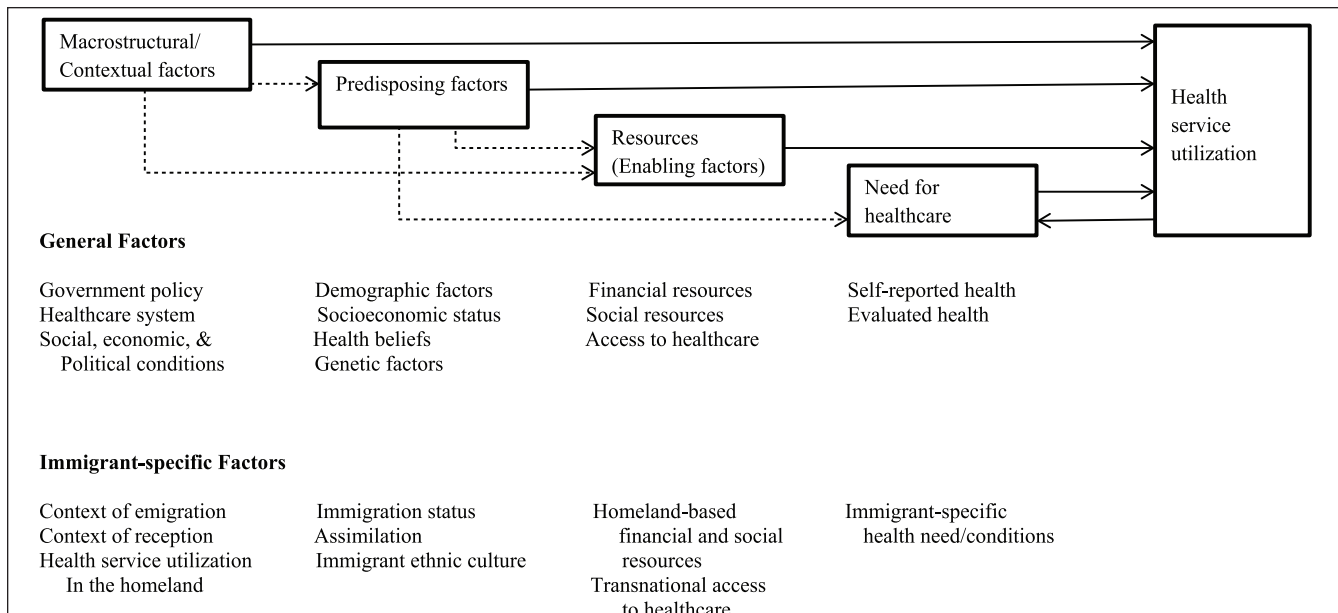 Macrostructural/
Contextual factors
Predisposing factors
Resources
(Enabling factors)
Need for
healthcare
Health
service
utilization
General Factors
Government policy
Healthcare system
Social, economic, &
Political conditions
Demographic factors
Socioeconomic status
Health beliefs
Genetic factors
Financial resources
Social resources
Access to healthcare
Self-reported health
Evaluated health
Immigrant-specific Factors
Context of emigration
Context of reception
Health service utilization
In the homeland
Immigration status
Assimilation
Immigrant ethnic culture
Homeland-based
financial and social
resources
Transnational access
to healthcare
Immigrant-specific
health need/conditions